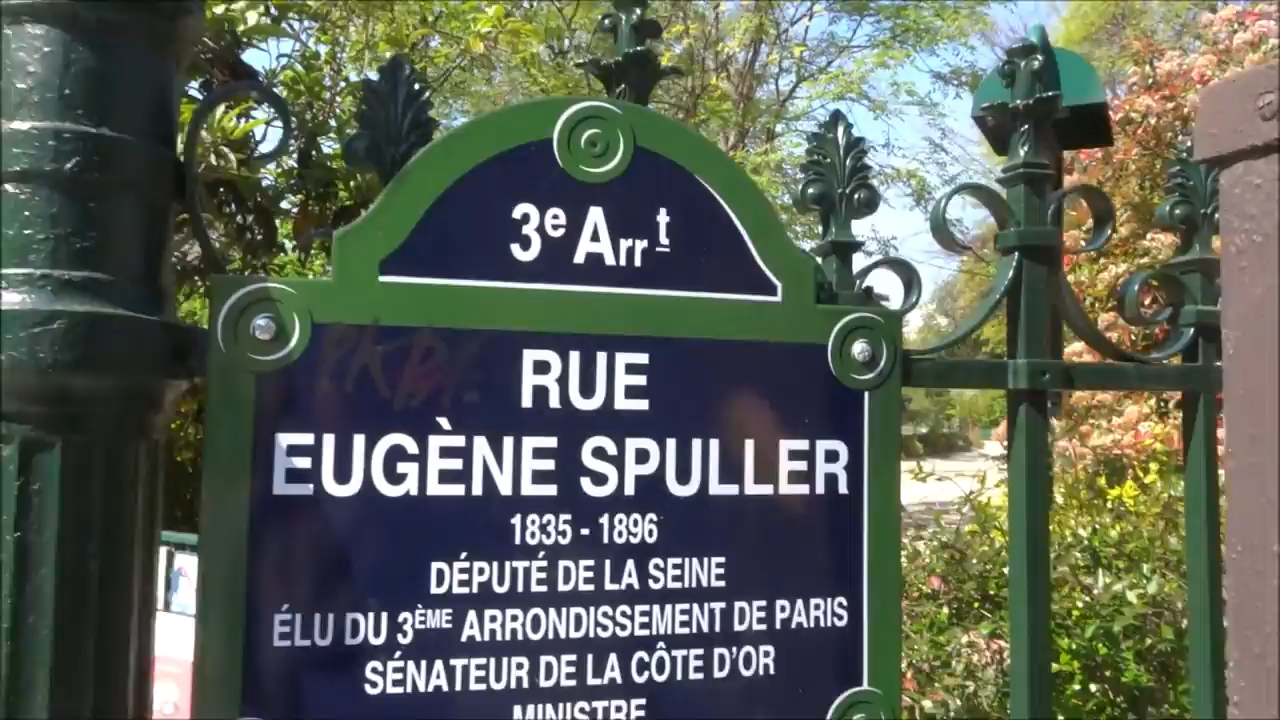 3e Arrt
RUE
EUGÈNE SPULLER
1835 - 1896
DÉPUTÉ DE LA SEINE
ÉLU DU 3ÈME ARRONDISSEMENT DE PARIS
SÉNATEUR DE LA CÔTE D'OR
MINISTRE